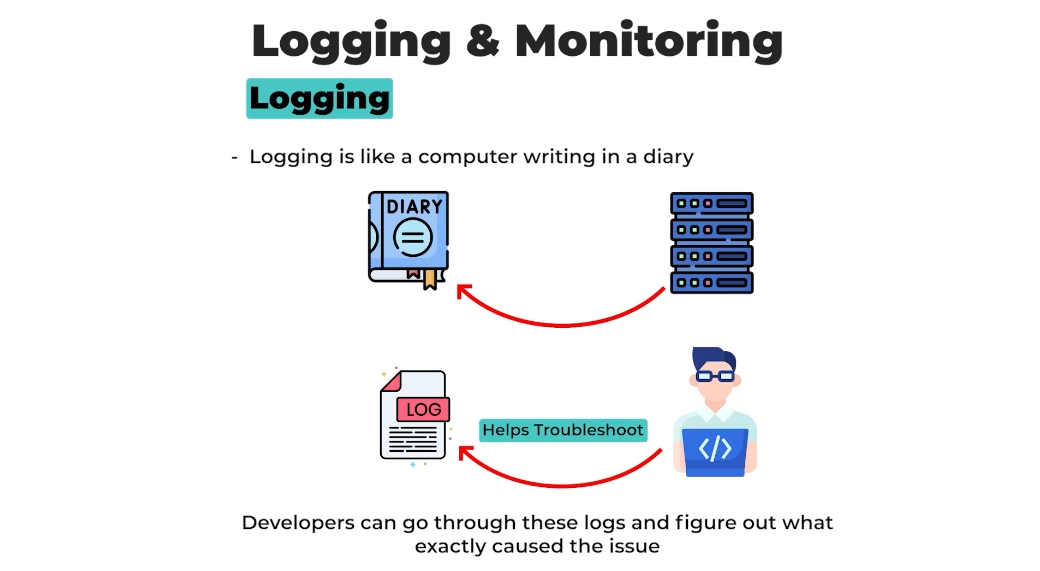 Logging & Monitoring
Logging
- Logging is like a computer writing in a diary
DIARY
LOG
Helps Troubleshoot
</>
Developers can go through these logs and figure out what
exactly caused the issue